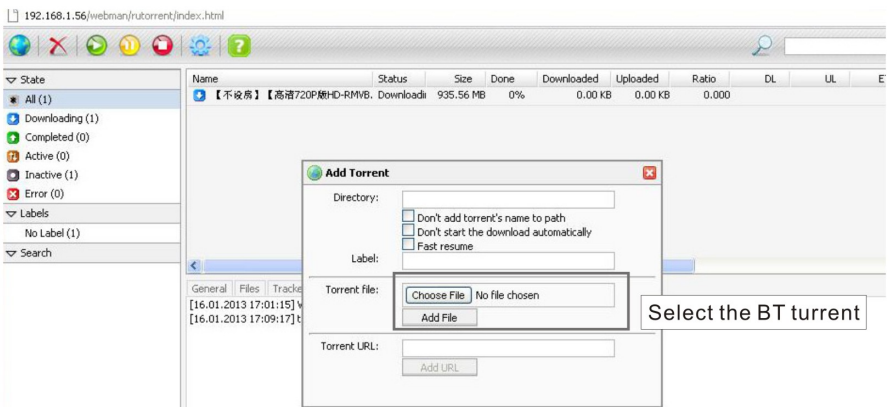 192.168.1.56/webman/rutorrent/index.html
State
All (1)
Downloading (1)
Completed (0)
Active (0)
Inactive (1)
Error (0)
Labels
No Label (1)
Search
Name Status Size Done Downloaded Uploaded Ratio DL UL E
【不设房】【高清720P版HD-RMVB. Downloadi 935.56 MB 0% 0.00 KB 0.00 KB 0.000
General Files Tracke
[16.01.2013 17:01:15]
[16.01.2013 17:09:17] t
Add Torrent
Directory:
Don't add torrent's name to path
Don't start the download automatically
Fast resume
Label:
Torrent file: Choose File No file chosen
Add File
Torrent URL:
Add URL
Select the BT turrent